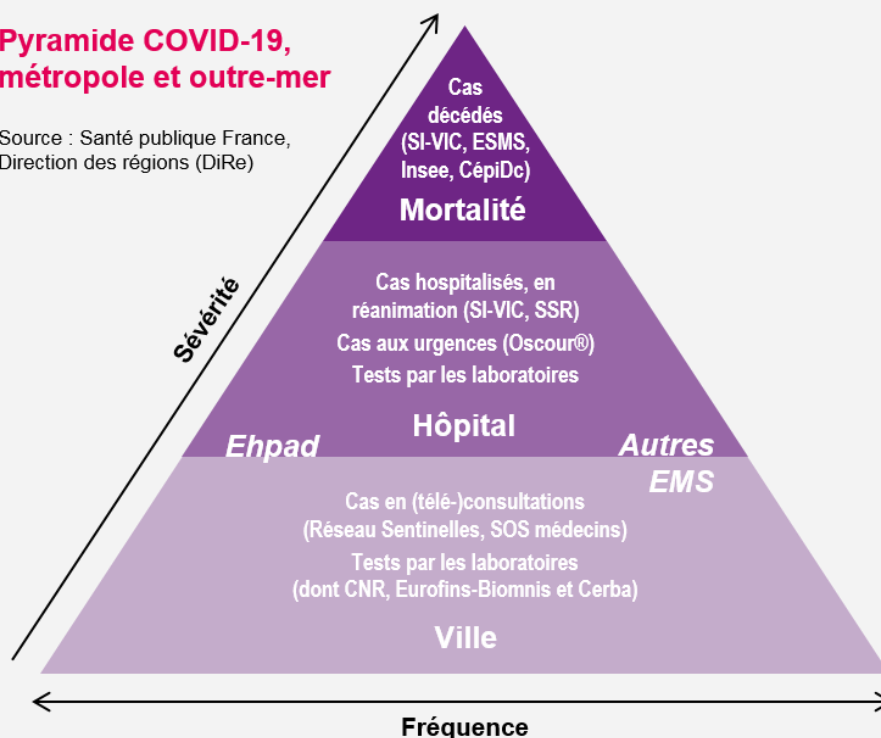 Pyramide COVID-19,
métropole et outre-mer
Source : Santé publique France,
Direction des régions (DiRe)
Sévérité
Cas
décédés
(SI-VIC, ESMS,
Insee, CépiDc)
Mortalité
Cas hospitalisés, en
réanimation (SI-VIC, SSR)
Cas aux urgences (Oscour®)
Tests par les laboratoires
Hôpital
Ehpad
Autres
EMS
Cas en (télé-)consultations
(Réseau Sentinelles, SOS médecins)
Tests par les laboratoires
(dont CNR, Eurofins-Biomnis et Cerba)
Ville
Fréquence